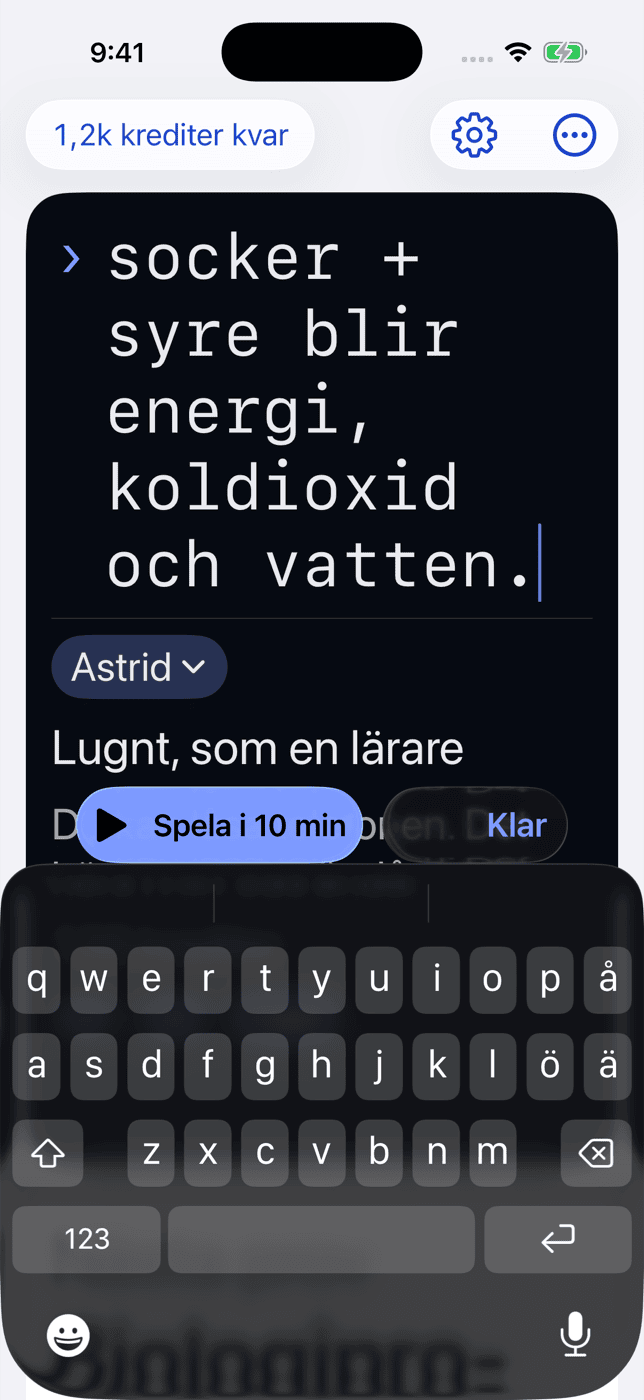 9:41
1,2k krediter kvar
› socker +
syre blir
energi,
koldioxid
och vatten.
Astrid
Lugnt, som en lärare
Spela i 10 min
Klar
q w e r t y u i o p å
a s d f g h j k l ö ä
z x c v b n m
123